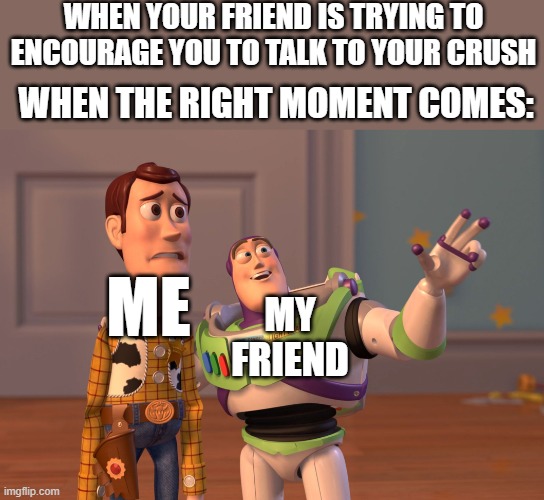 WHEN YOUR FRIEND IS TRYING TO
ENCOURAGE YOU TO TALK TO YOUR CRUSH
WHEN THE RIGHT MOMENT COMES:
ME
MY
FRIEND
imgflip.com